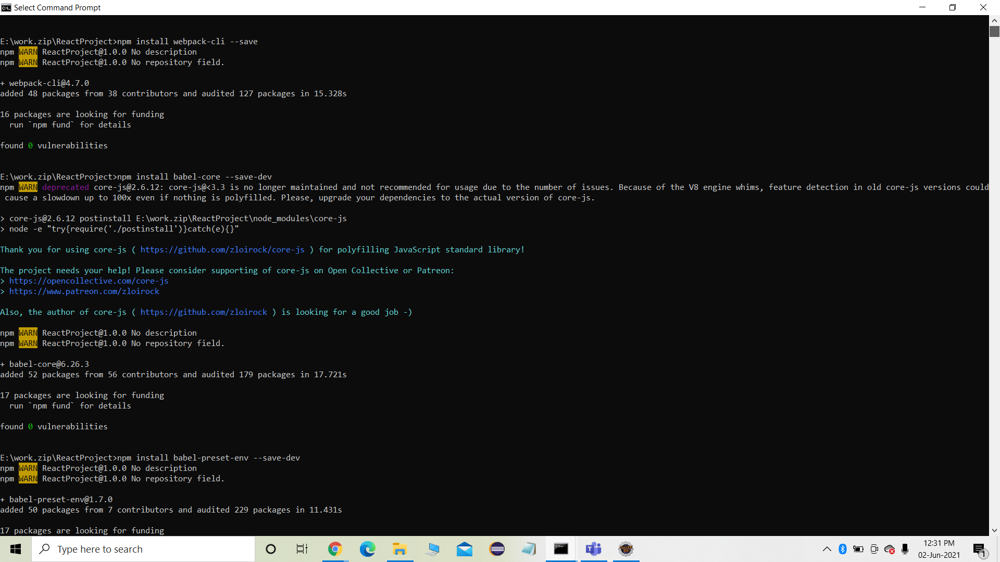 Select Command Prompt
E:\work.zip\ReactProject>npm install webpack-cli --save
npm WARN ReactProject@1.0.0 No description
npm WARN ReactProject@1.0.0 No repository field.
+ webpack-cli@4.7.0
added 48 packages from 38 contributors and audited 127 packages in 15.328s
16 packages are looking for funding
run `npm fund` for details
found 0 vulnerabilities
E:\work.zip\ReactProject>npm install babel-core --save-dev
npm WARN deprecated core-js@2.6.12: core-js@<3.3 is no longer maintained and not recommended for usage due to the number of issues. Because of the V8 engine whims, feature detection in old core-js versions could
cause a slowdown up to 100x even if nothing is polyfilled. Please, upgrade your dependencies to the actual version of core-js.
> core-js@2.6.12 postinstall E:\work.zip\ReactProject\node_modules\core-js
> node -e "try{require('./postinstall')}catch(e){}"
Thank you for using core-js ( https://github.com/zloirock/core-js ) for polyfilling JavaScript standard library!
The project needs your help! Please consider supporting of core-js on Open Collective or Patreon:
> https://opencollective.com/core-js
> https://www.patreon.com/zloirock
Also, the author of core-js ( https://github.com/zloirock ) is looking for a good job -)
npm WARN ReactProject@1.0.0 No description
npm WARN ReactProject@1.0.0 No repository field.
+ babel-core@6.26.3
added 52 packages from 56 contributors and audited 179 packages in 17.721s
17 packages are looking for funding
run `npm fund` for details
found 0 vulnerabilities
E:\work.zip\ReactProject>npm install babel-preset-env --save-dev
npm WARN ReactProject@1.0.0 No description
npm WARN ReactProject@1.0.0 No repository field.
+ babel-preset-env@1.7.0
added 50 packages from 7 contributors and audited 229 packages in 11.431s
17 packages are looking for funding
Type here to search
12:31 PM
02-Jun-2021
1